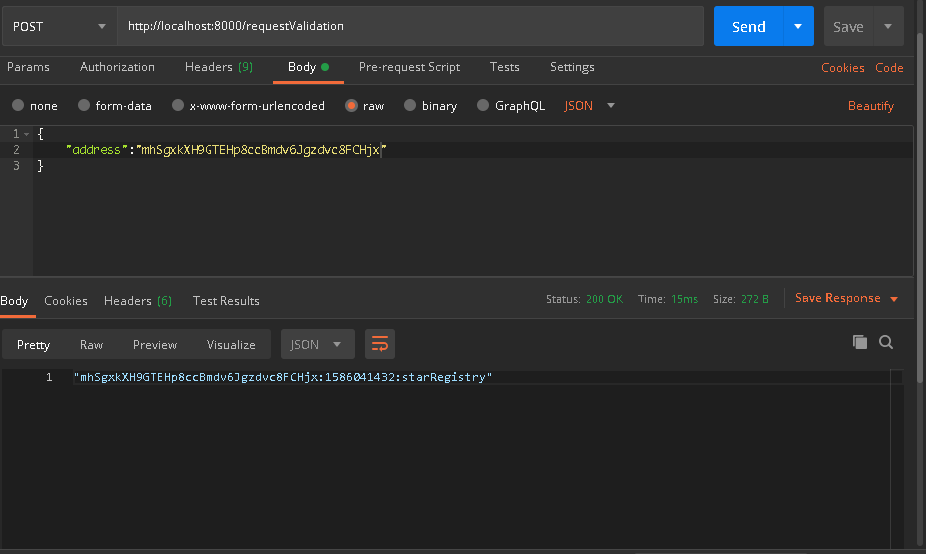 POST http://localhost:8000/requestValidation Send Save
Params Authorization Headers (9) Body Pre-request Script Tests Settings Cookies Code
none form-data x-www-form-urlencoded raw binary GraphQL JSON Beautify
1 {
2 "address":"mhSgxkXH9GTEHp8ccBmdv6Jgzdvc8FCHjx"
3 }
Body Cookies Headers (6) Test Results Status: 200 OK Time: 15ms Size: 272 B Save Response
Pretty Raw Preview Visualize JSON
1 "mhSgxkXH9GTEHp8ccBmdv6Jgzdvc8FCHjx:1586041432:starRegistry"